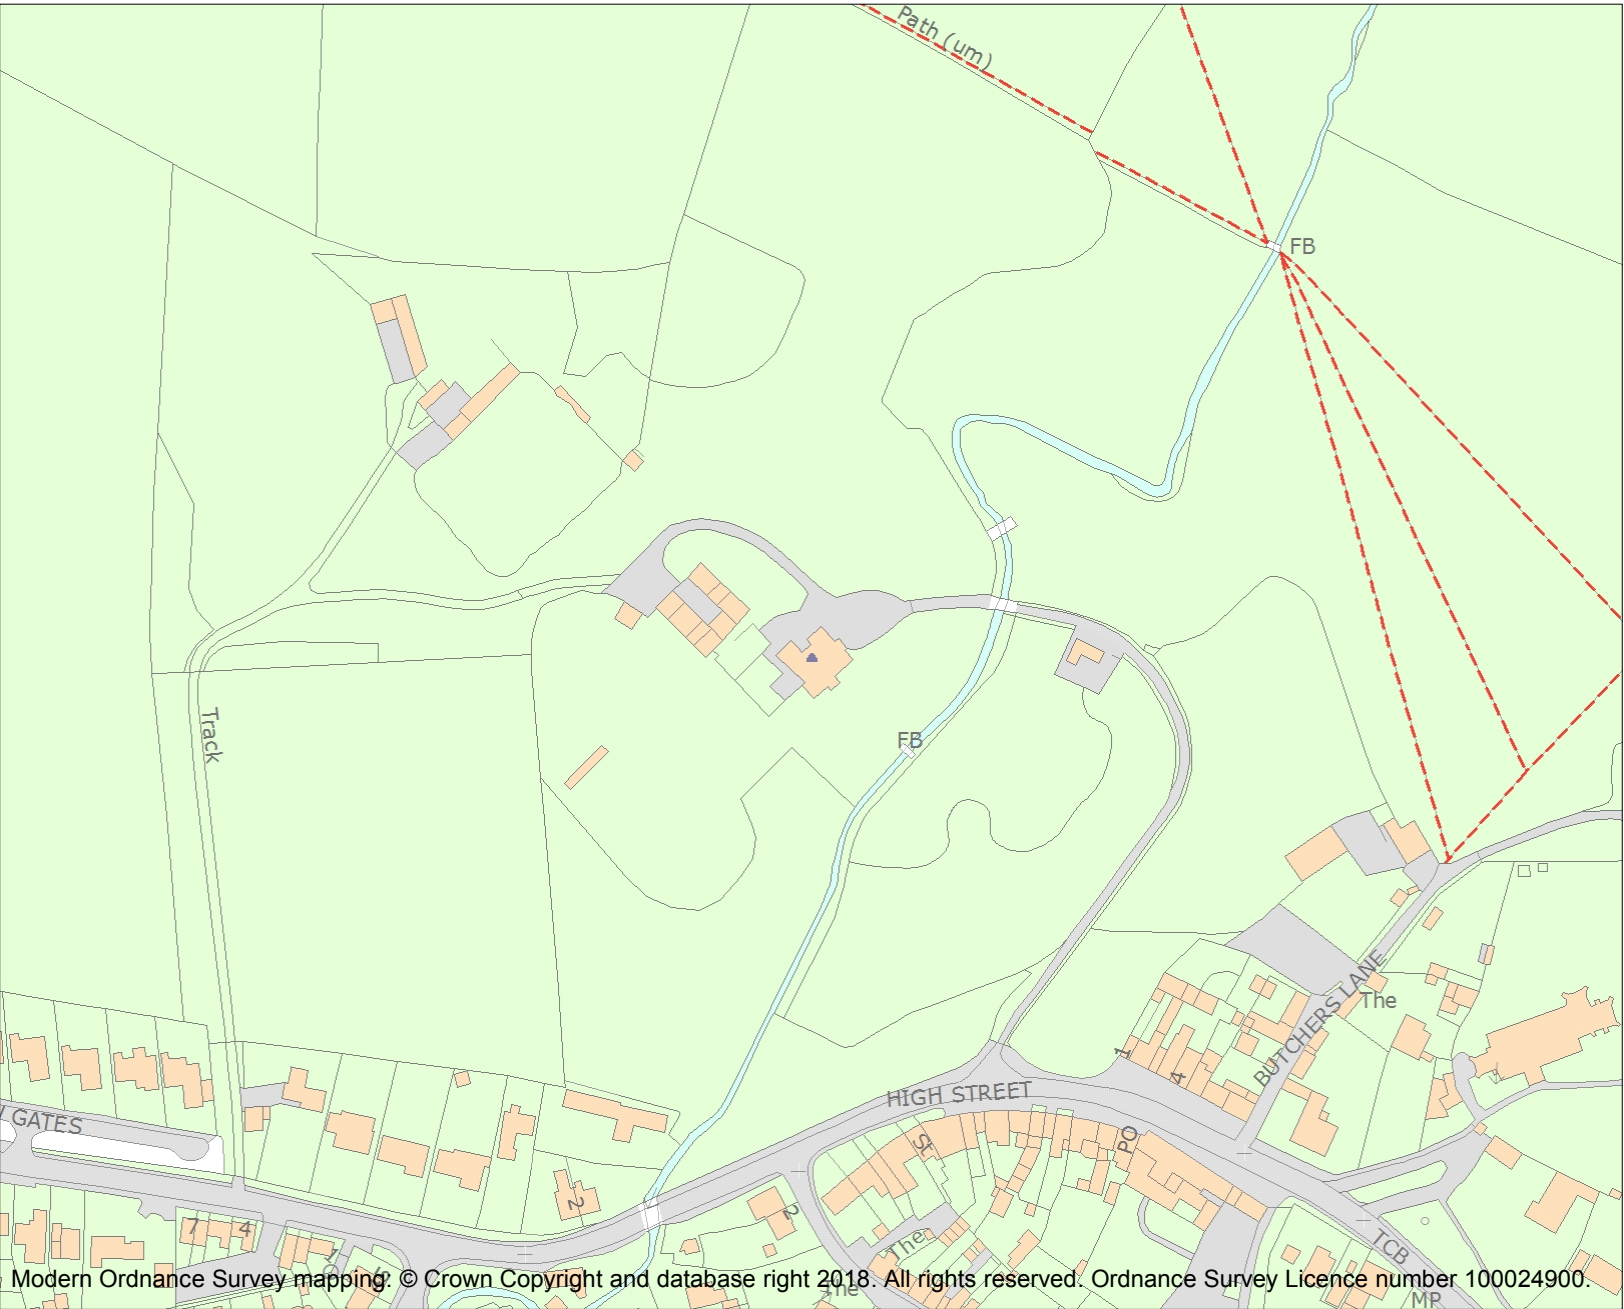 Path (um)
FB
FB
Track
The
BUTCHERS LANE
1
4
HIGH STREET
GATES
St
PO
2
2
7
4
The
TCB
The
MP
Modern Ordnance Survey mapping: © Crown Copyright and database right 2018. All rights reserved. Ordnance Survey Licence number 100024900.